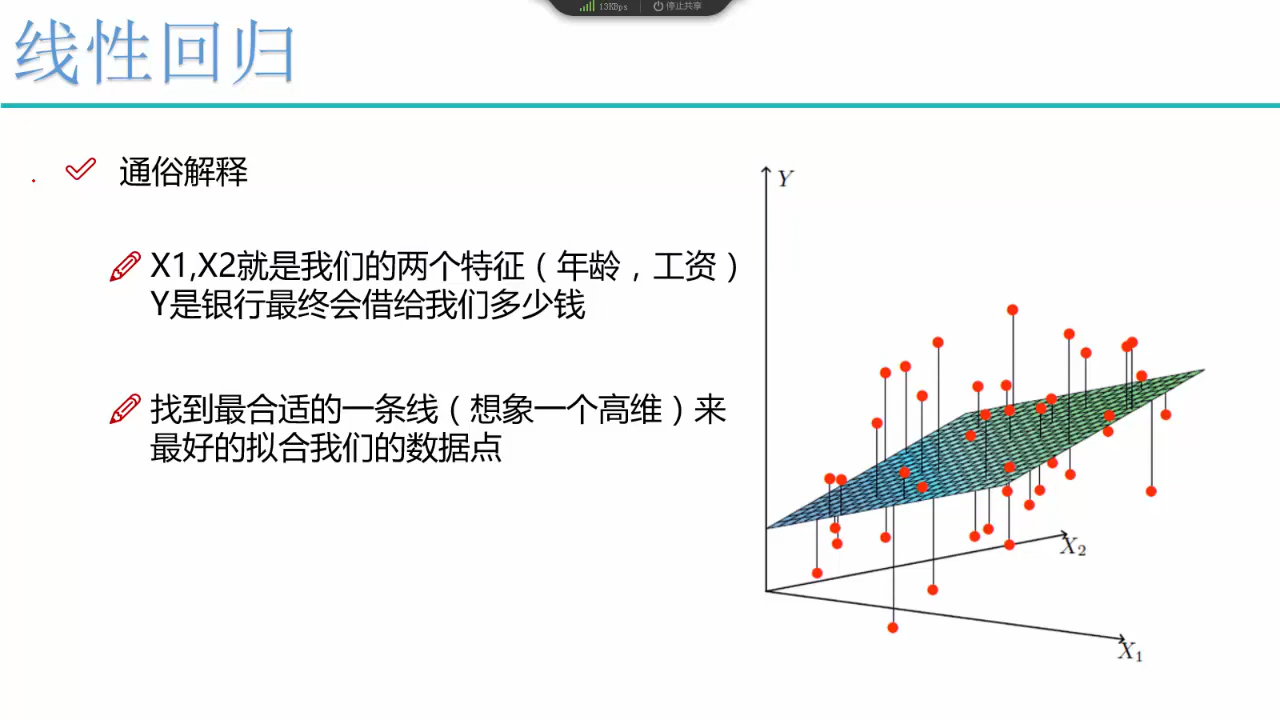 13KBps 停止共享
线性回归
通俗解释
X1,X2就是我们的两个特征（年龄，工资）
Y是银行最终会借给我们多少钱
找到最合适的一条线（想象一个高维）来
最好的拟合我们的数据点
Y
X2
X1